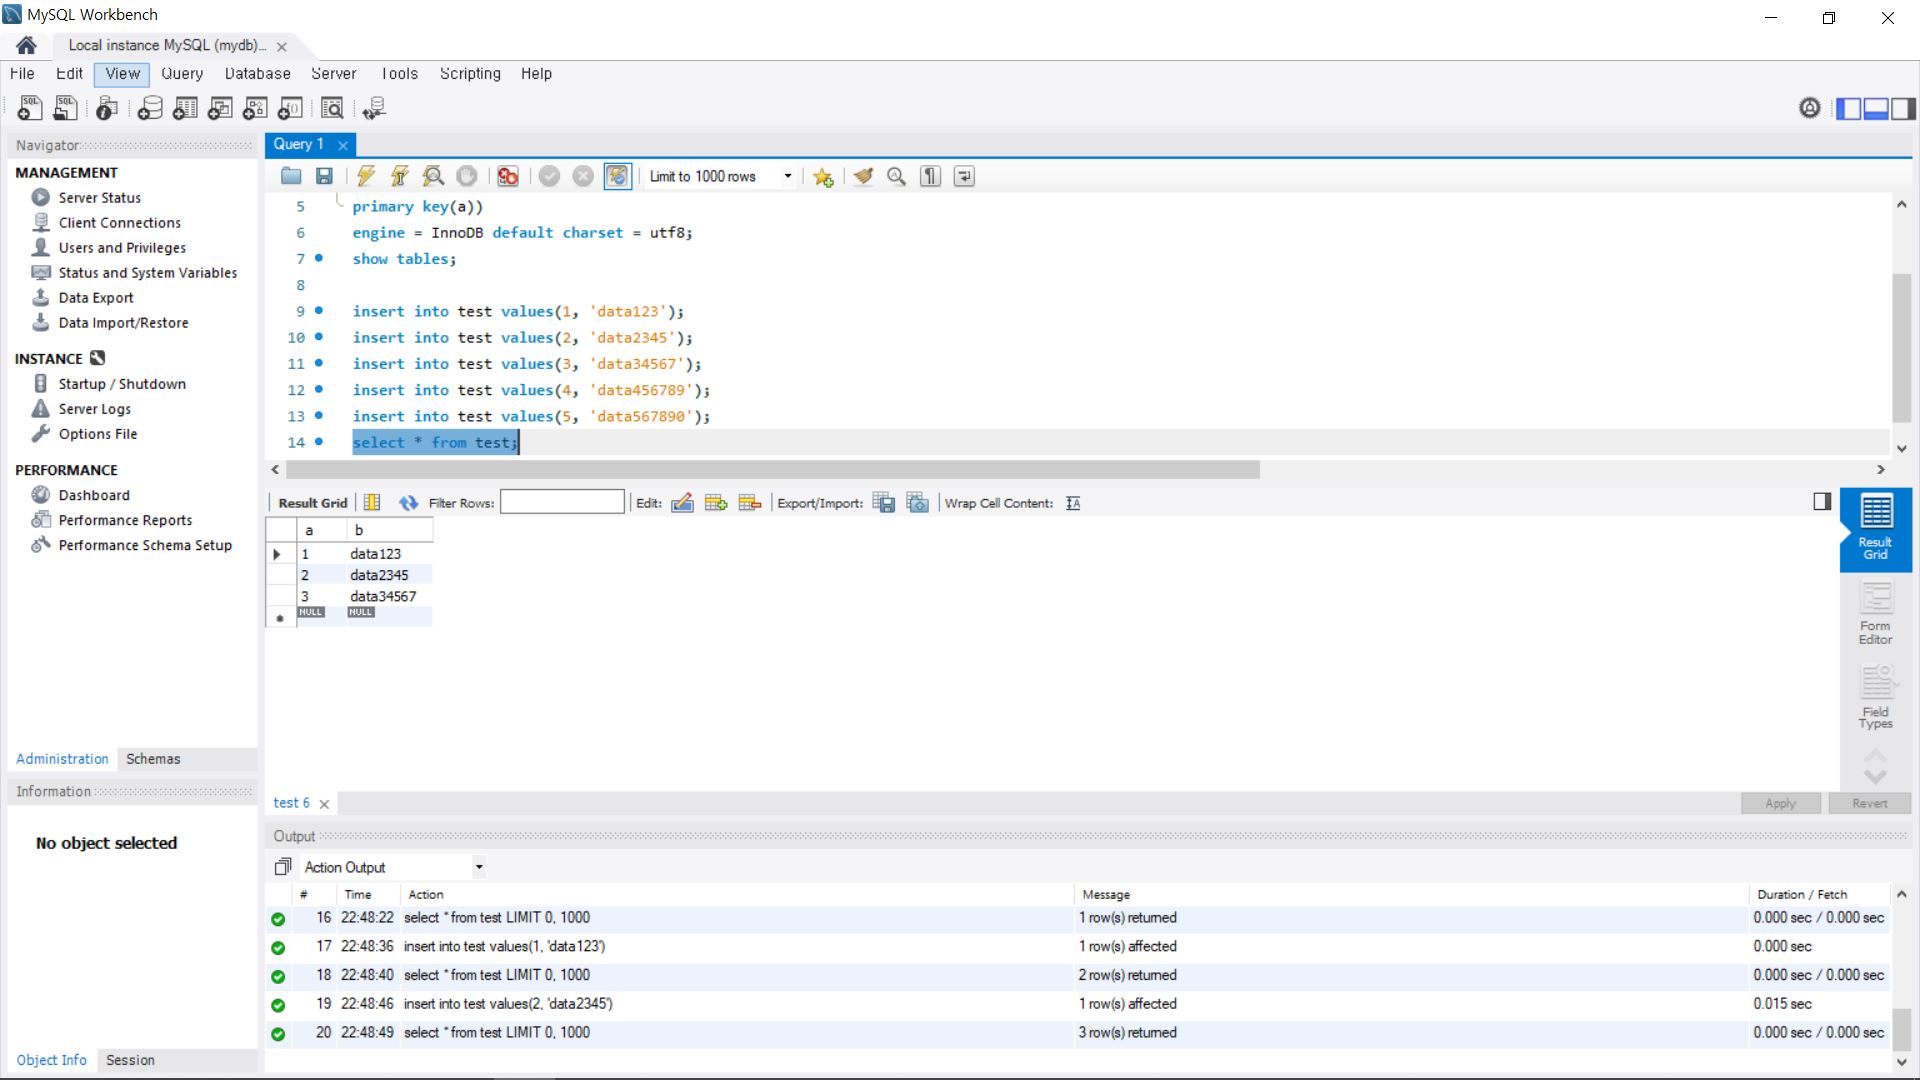 MySQL Workbench
Local instance MySQL (mydb)...
File Edit View Query Database Server Tools Scripting Help
Navigator
MANAGEMENT
Server Status
Client Connections
Users and Privileges
Status and System Variables
Data Export
Data Import/Restore
INSTANCE
Startup / Shutdown
Server Logs
Options File
PERFORMANCE
Dashboard
Performance Reports
Performance Schema Setup
Administration Schemas
Information
No object selected
Object Info Session
Query 1
Limit to 1000 rows
5 primary key(a))
6 engine = InnoDB default charset = utf8;
7 show tables;
8
9 insert into test values(1, 'data123');
10 insert into test values(2, 'data2345');
11 insert into test values(3, 'data34567');
12 insert into test values(4, 'data456789');
13 insert into test values(5, 'data567890');
14 select * from test;
Result Grid Filter Rows: Edit: Export/Import: Wrap Cell Content:
a b
1 data123
2 data2345
3 data34567
NULL NULL
Result Grid
Form Editor
Field Types
test 6 Apply Revert
Output
Action Output
# Time Action Message Duration / Fetch
16 22:48:22 select * from test LIMIT 0, 1000 1 row(s) returned 0.000 sec / 0.000 sec
17 22:48:36 insert into test values(1, 'data123') 1 row(s) affected 0.000 sec
18 22:48:40 select * from test LIMIT 0, 1000 2 row(s) returned 0.000 sec / 0.000 sec
19 22:48:46 insert into test values(2, 'data2345') 1 row(s) affected 0.015 sec
20 22:48:49 select * from test LIMIT 0, 1000 3 row(s) returned 0.000 sec / 0.000 sec